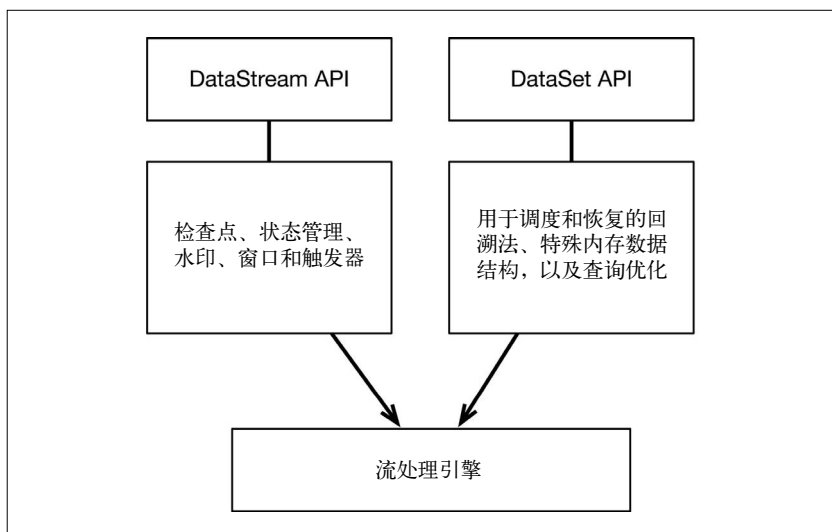 DataStream API
DataSet API
检查点、状态管理、
水印、窗口和触发器
用于调度和恢复的回
溯法、特殊内存数据
结构，以及查询优化
流处理引擎